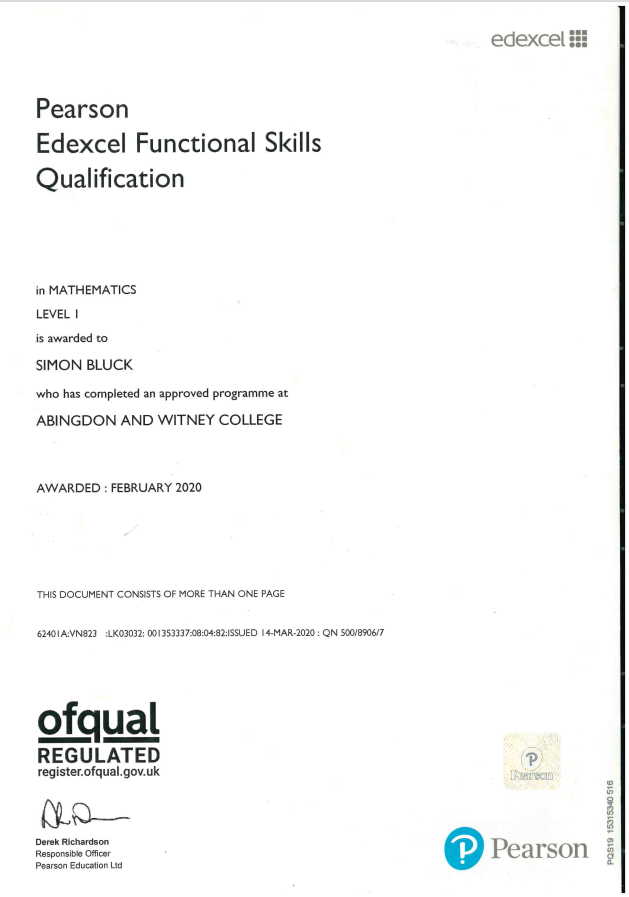 edexcel
Pearson
Edexcel Functional Skills
Qualification
in MATHEMATICS
LEVEL 1
is awarded to
SIMON BLUCK
who has completed an approved programme at
ABINGDON AND WITNEY COLLEGE
AWARDED : FEBRUARY 2020
THIS DOCUMENT CONSISTS OF MORE THAN ONE PAGE
62401A:VN823 :LK03032: 001353337:08:04:82:ISSUED 14-MAR-2020 : QN 500/8906/7
ofqual
REGULATED
register.ofqual.gov.uk
Derek Richardson
Responsible Officer
Pearson Education Ltd
P
Pearson
P Pearson
PQS19 15315340 516